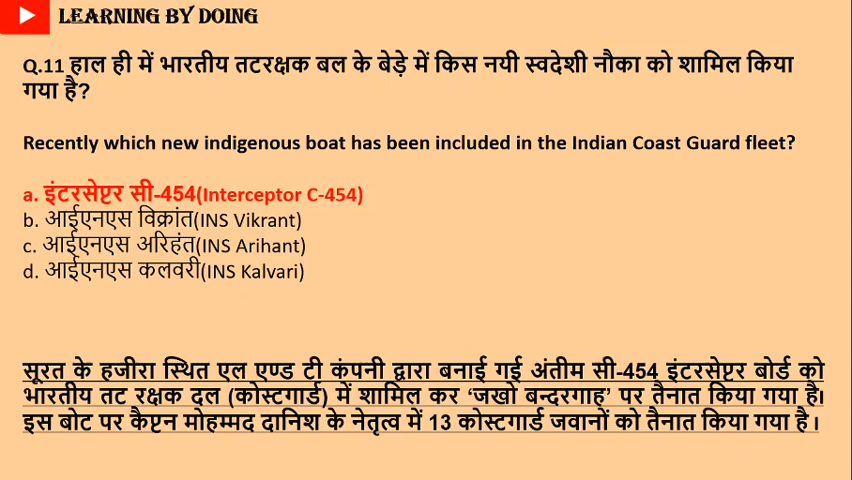 LEARNING BY DOING
Q.11 हाल ही में भारतीय तटरक्षक बल के बेड़े में किस नयी स्वदेशी नौका को शामिल किया
गया है?
Recently which new indigenous boat has been included in the Indian Coast Guard fleet?
a. इंटरसेप्टर सी-454(Interceptor C-454)
b. आईएनएस विक्रांत(INS Vikrant)
c. आईएनएस अरिहंत(INS Arihant)
d. आईएनएस कलवरी(INS Kalvari)
सूरत के हजीरा स्थित एल एण्ड टी कंपनी द्वारा बनाई गई अंतीम सी-454 इंटरसेप्टर बोर्ड को
भारतीय तट रक्षक दल (कोस्टगार्ड) में शामिल कर ‘जखो बन्दरगाह’ पर तैनात किया गया है।
इस बोट पर कैप्टन मोहम्मद दानिश के नेतृत्व में 13 कोस्टगार्ड जवानों को तैनात किया गया है ।